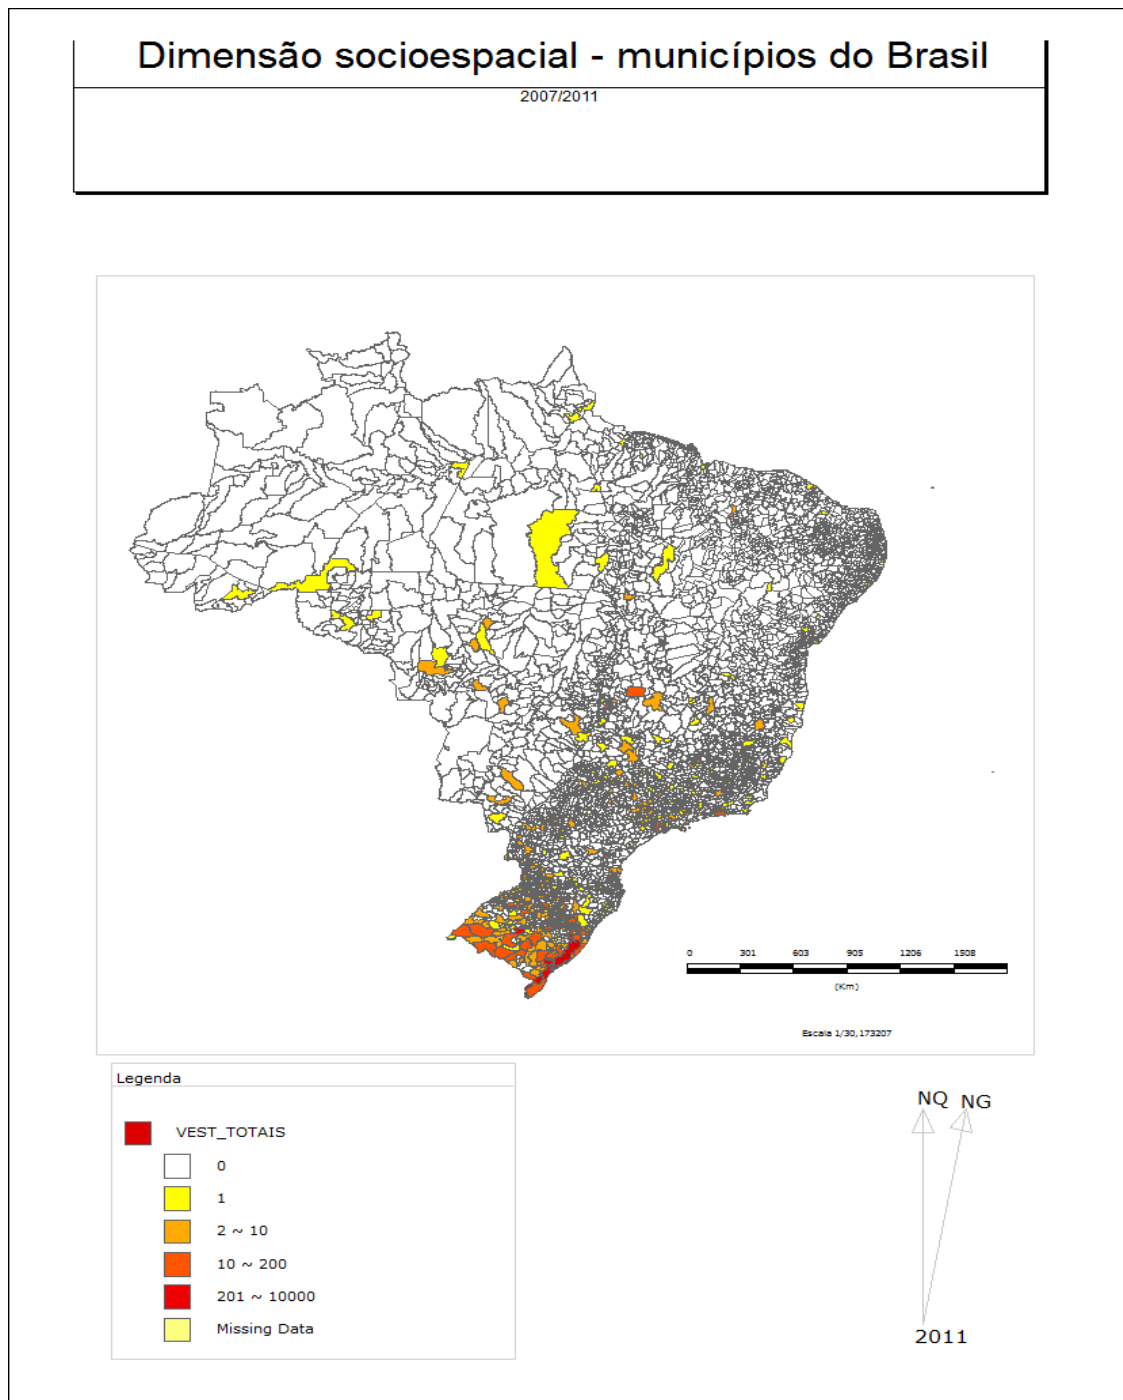 Dimensão socioespacial - municípios do Brasil
2007/2011
0 301 603 905 1206 1508
(Km)
Escala 1/30,173207
Legenda
VEST_TOTAIS
0
1
2 ~ 10
10 ~ 200
201 ~ 10000
Missing Data
NQ NG
2011